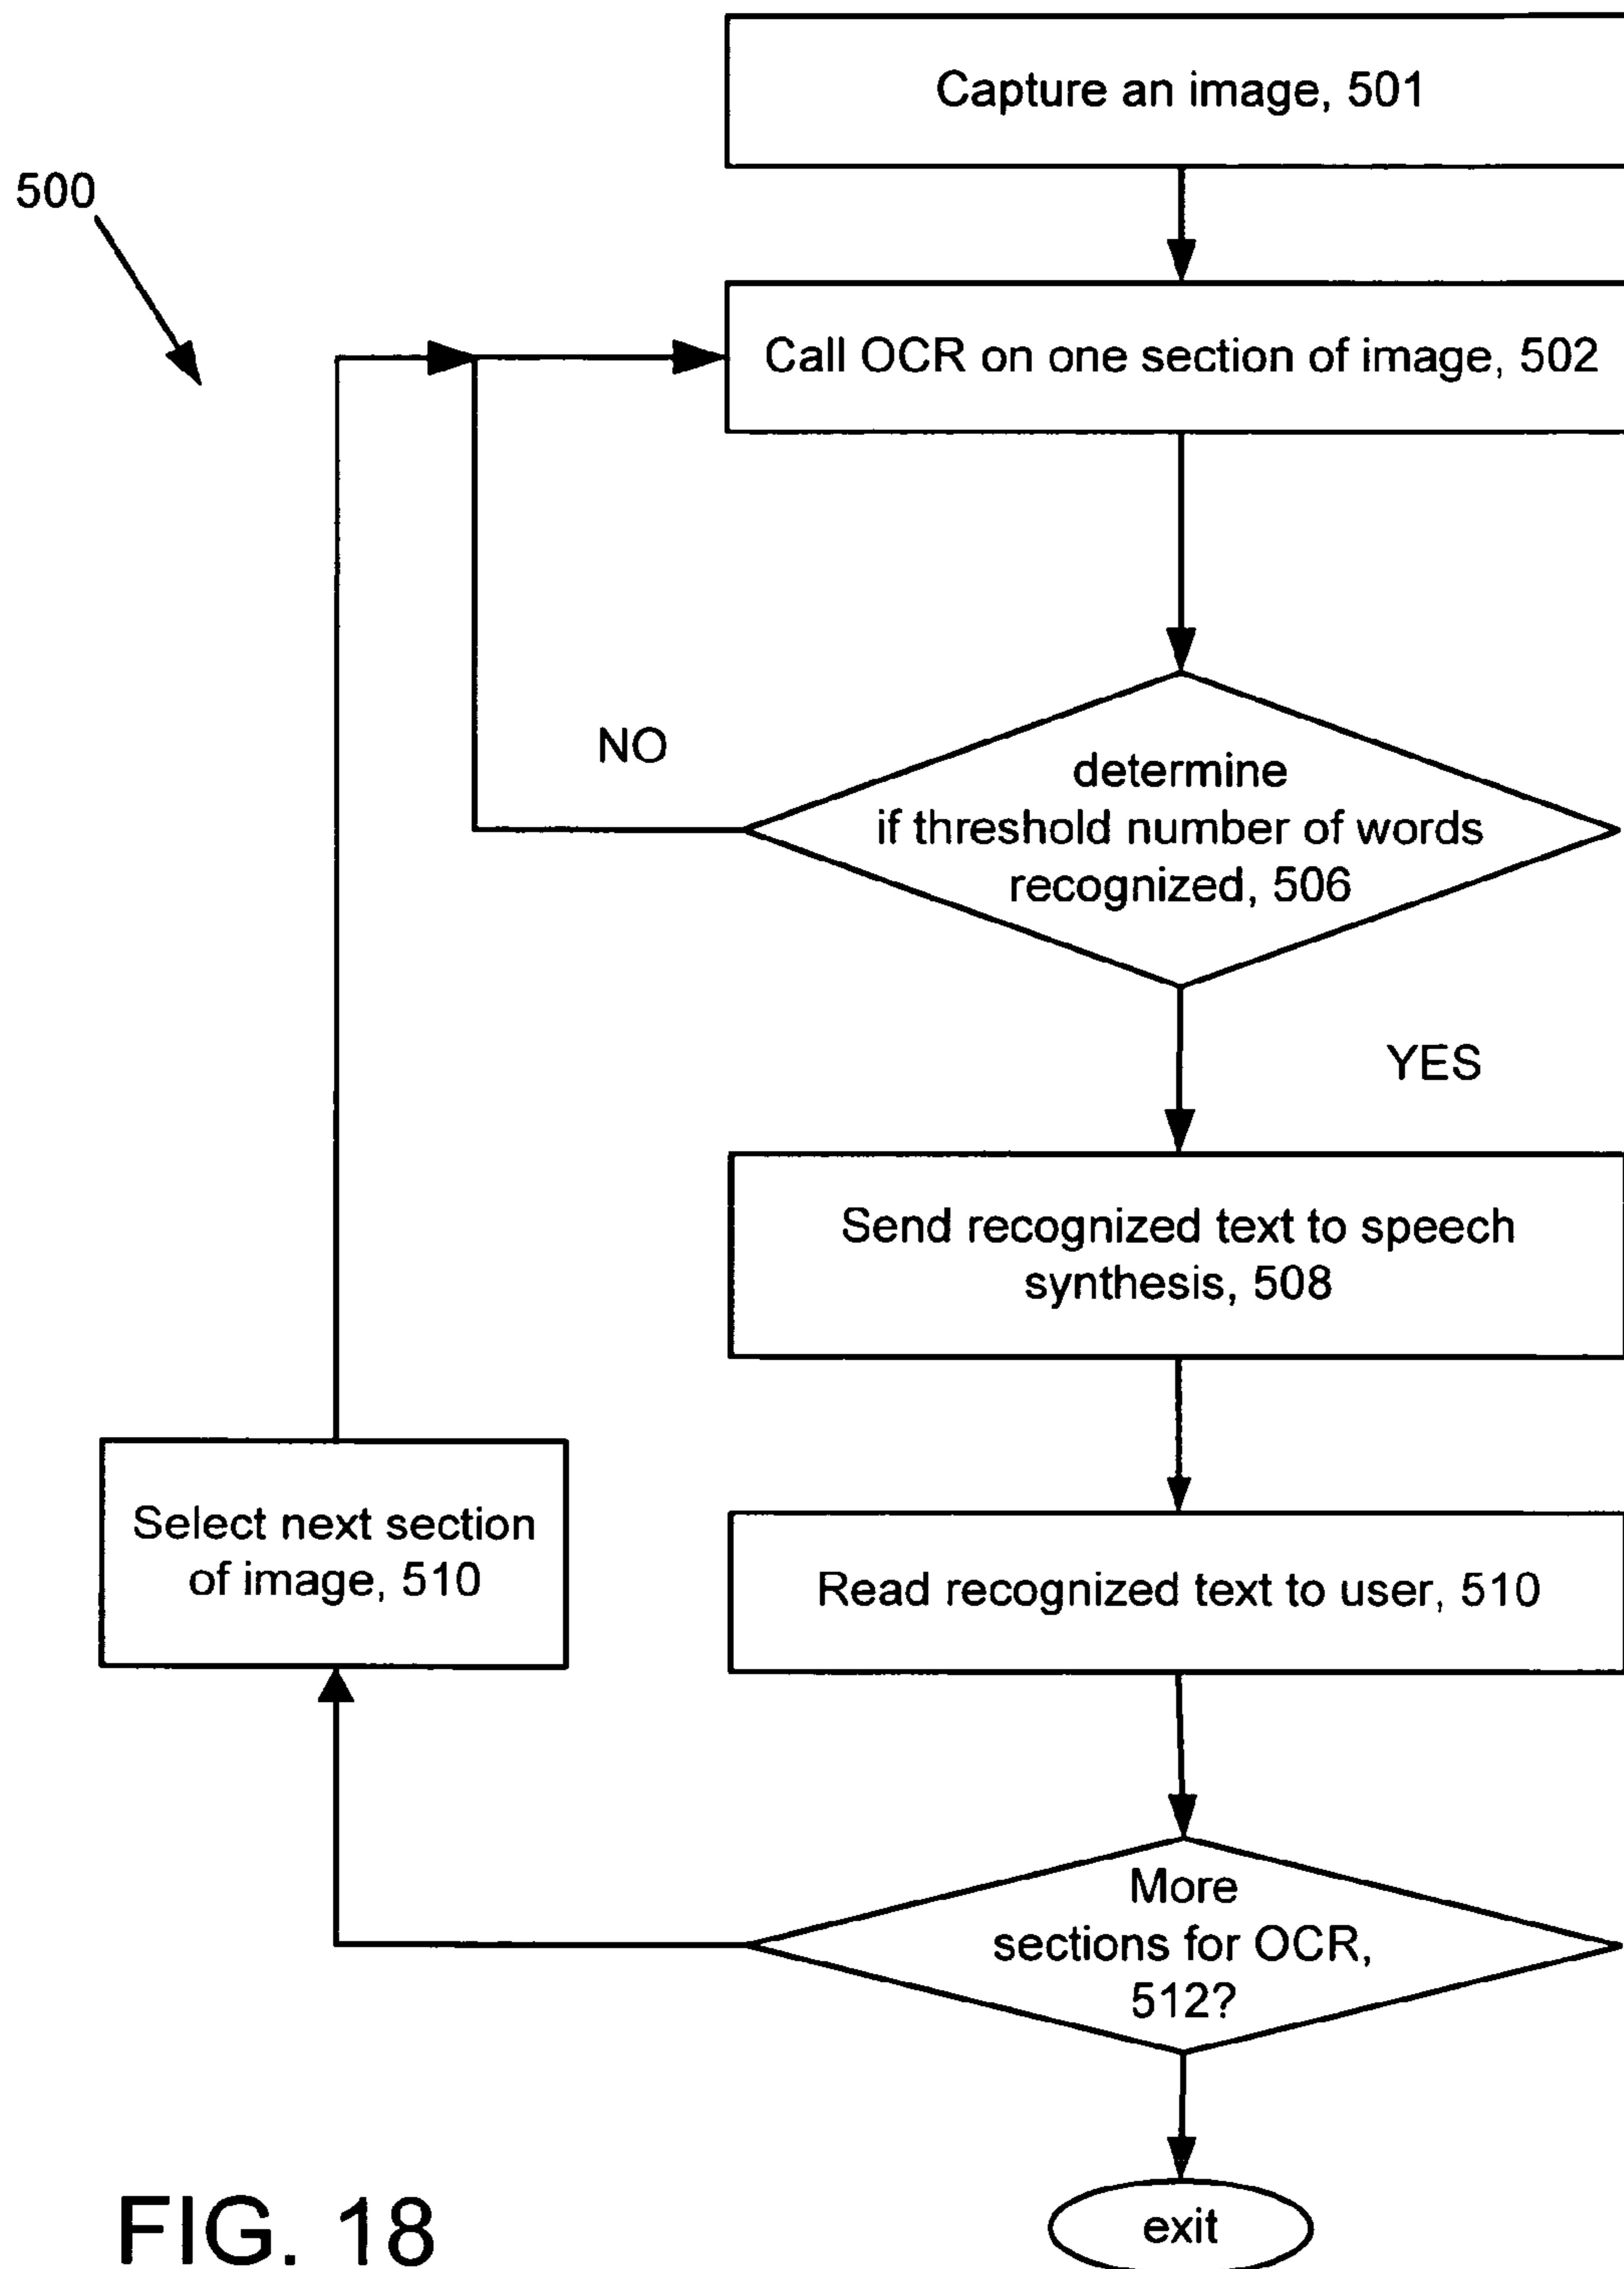 Capture an image, 501
500
Call OCR on one section of image, 502
NO
determine
if threshold number of words
recognized, 506
YES
Send recognized text to speech
synthesis, 508
Select next section
of image, 510
Read recognized text to user, 510
More
sections for OCR,
512?
exit
FIG. 18